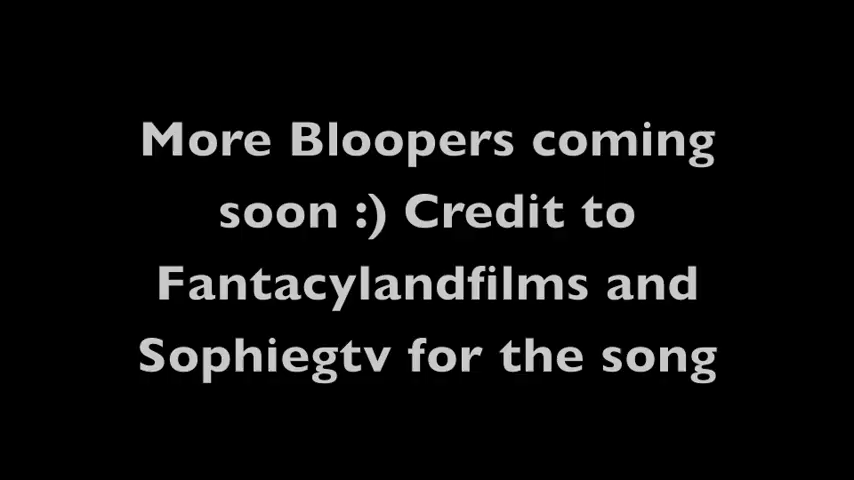 More Bloopers coming
soon :) Credit to
Fantacylandfilms and
Sophiegtv for the song